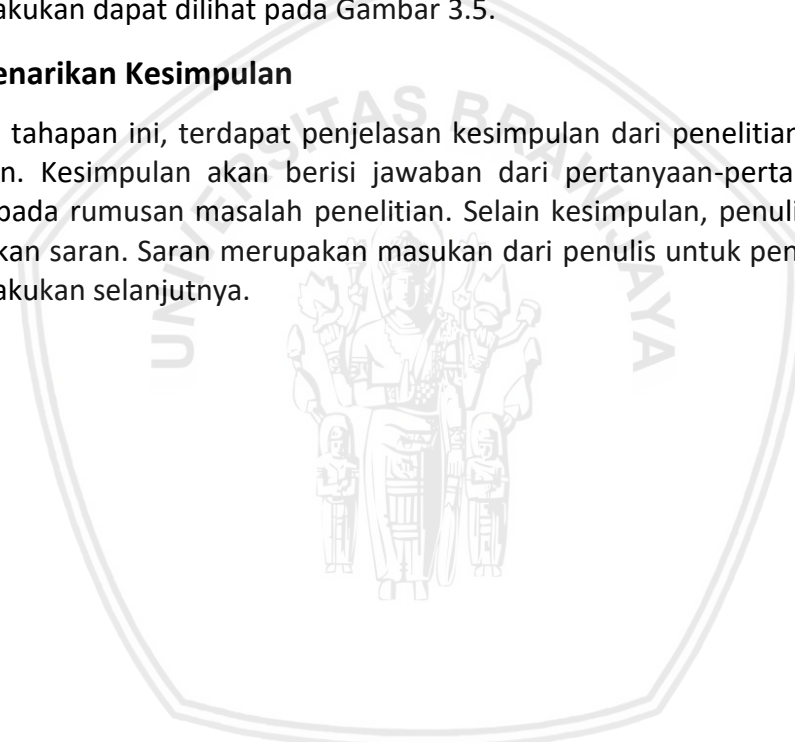 akukan dapat dilihat pada Gambar 3.5.
enarikan Kesimpulan
tahapan ini, terdapat penjelasan kesimpulan dari penelitian
n. Kesimpulan akan berisi jawaban dari pertanyaan-perta
pada rumusan masalah penelitian. Selain kesimpulan, penuli
kan saran. Saran merupakan masukan dari penulis untuk pen
akukan selanjutnya.
UNIVERSITAS BRAWIJAYA